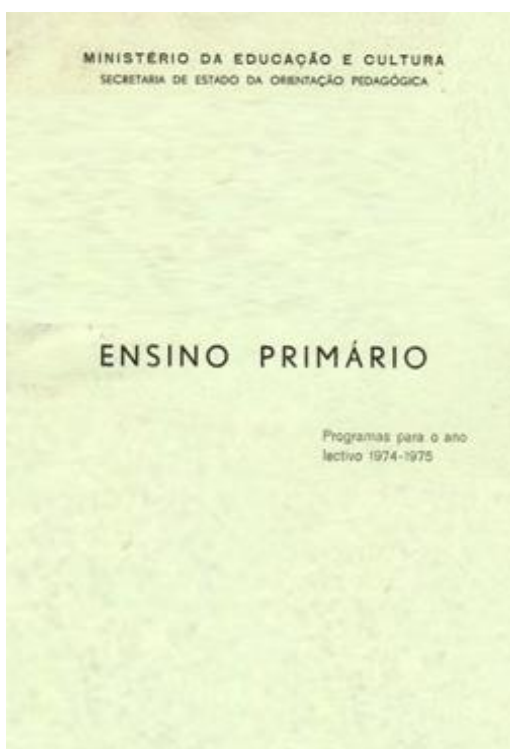 MINISTÉRIO DA EDUCAÇÃO E CULTURA
SECRETARIA DE ESTADO DA ORIENTAÇÃO PEDAGÓGICA
ENSINO PRIMÁRIO
Programas para o ano
lectivo 1974-1975